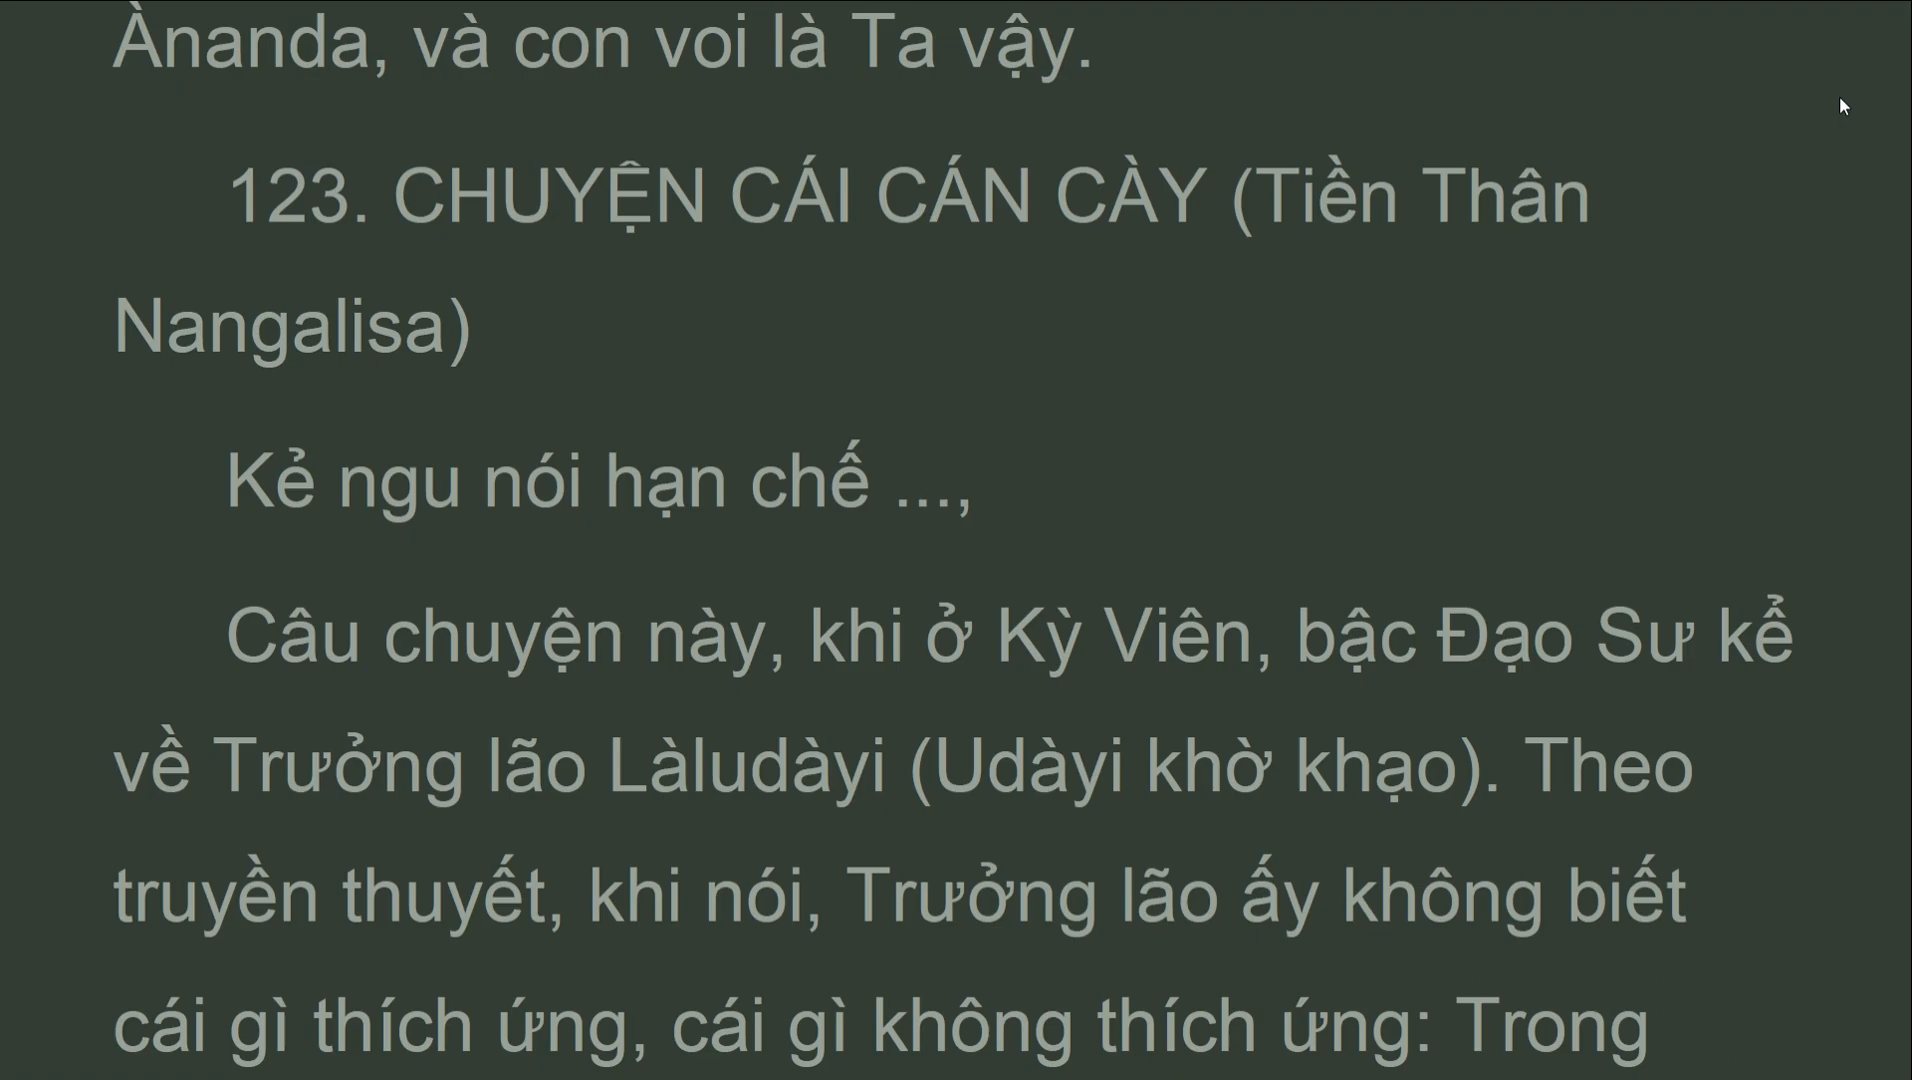 Ànanda, và con voi là Ta vậy.
123. CHUYỆN CÁI CÁN CÀY (Tiền Thân
Nangalisa)
Kẻ ngu nói hạn chế ...,
Câu chuyện này, khi ở Kỳ Viên, bậc Đạo Sư kể
về Trưởng lão Làludàyi (Udàyi khờ khạo). Theo
truyền thuyết, khi nói, Trưởng lão ấy không biết
cái gì thích ứng, cái gì không thích ứng: Trong